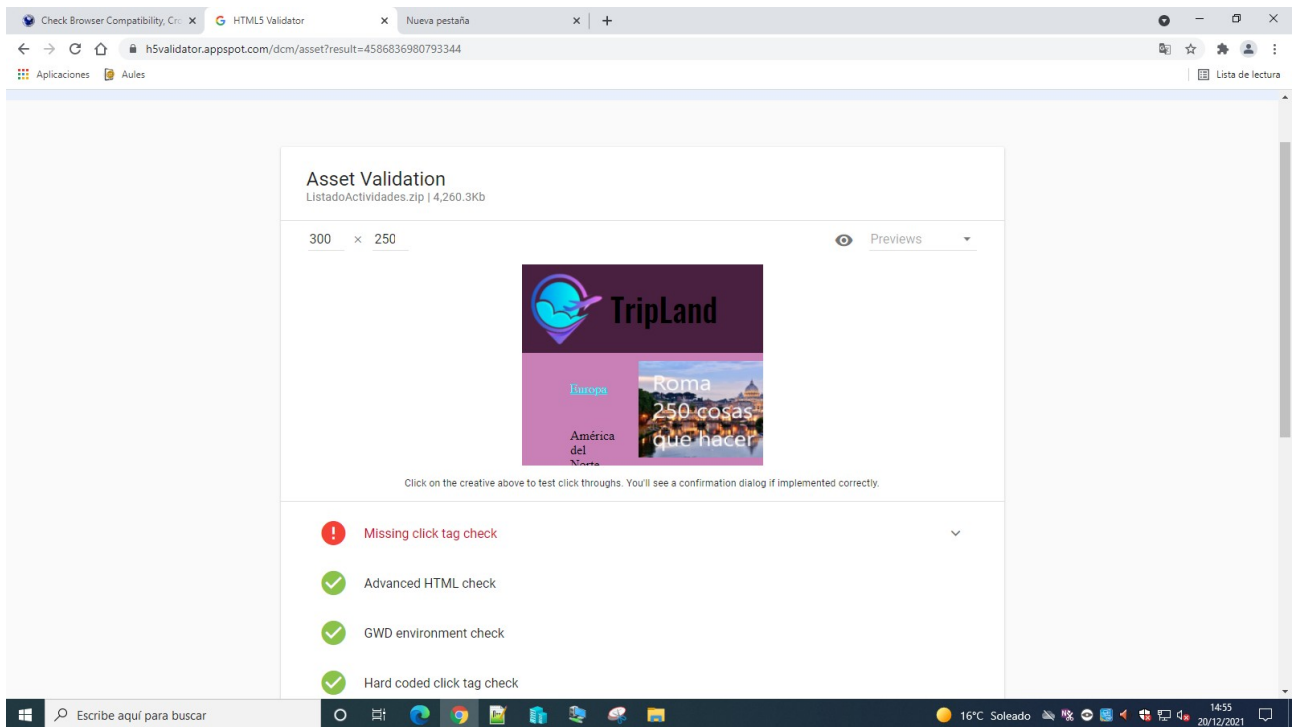 Check Browser Compatibility, Cro
HTML5 Validator
Nueva pestaña
h5validator.appspot.com/dcm/asset?result=4586836980793344
Aplicaciones
Aules
Lista de lectura
Asset Validation
ListadoActividades.zip | 4,260.3Kb
300 × 250
Previews
TripLand
Europa
América
del
Norte
Roma
250 cosas
que hacer
Click on the creative above to test click throughs. You'll see a confirmation dialog if implemented correctly.
Missing click tag check
Advanced HTML check
GWD environment check
Hard coded click tag check
Escribe aquí para buscar
16°C Soleado
14:55
20/12/2021